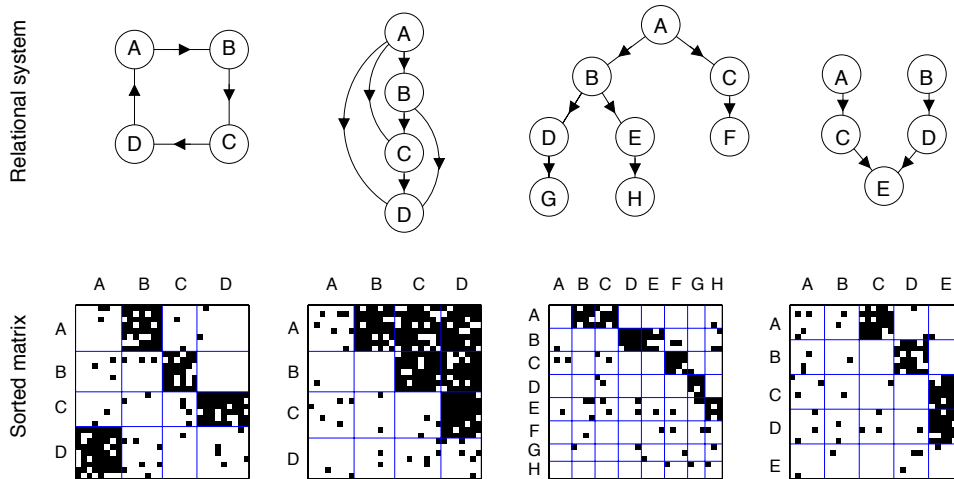 Relational system
A B
D C
A
B
C
D
A
B C
D E F
G H
A B
C D
E
Sorted matrix
A B C D
A
B
C
D
A B C D
A
B
C
D
A B C D E F G H
A
B
C
D
E
F
G
H
A B C D E
A
B
C
D
E